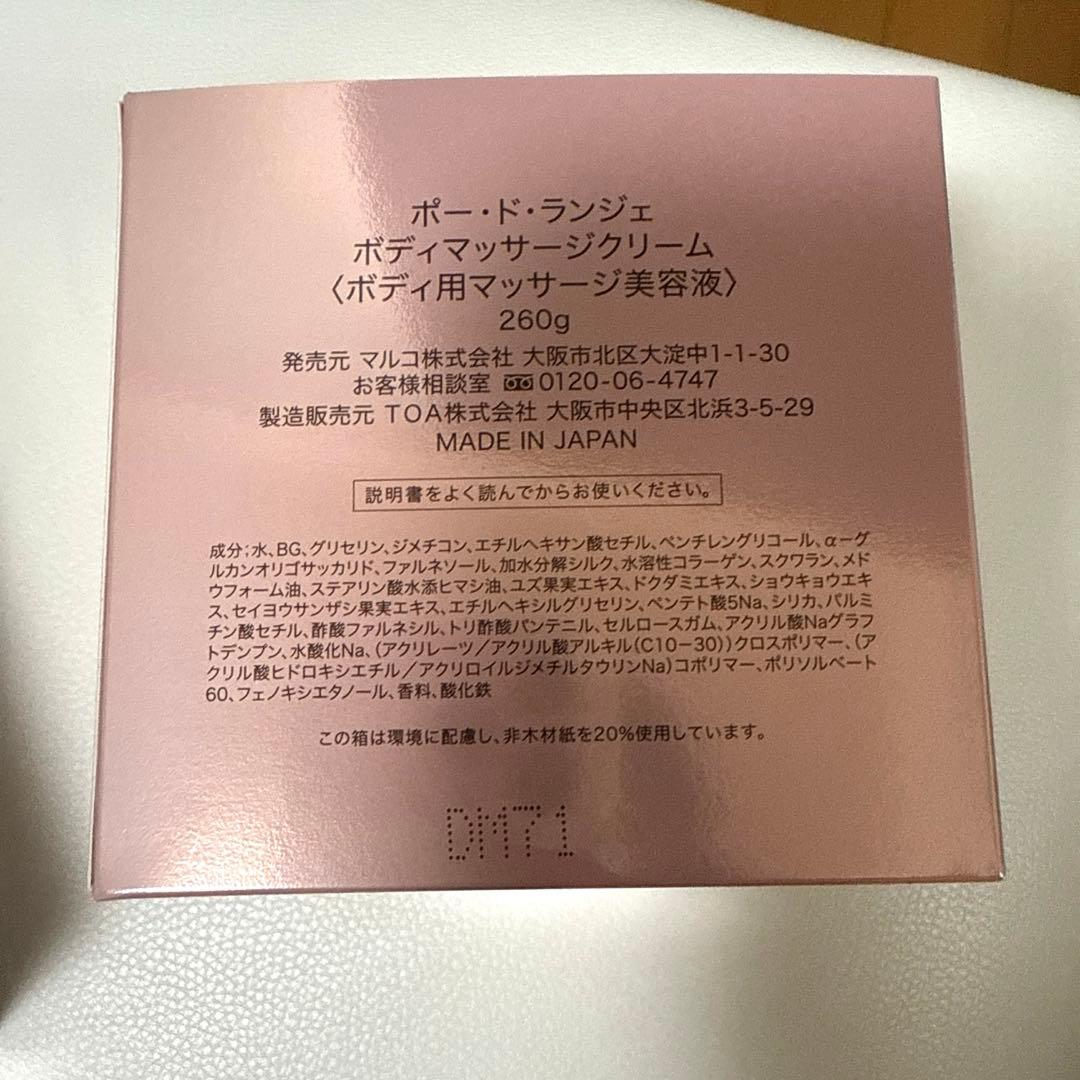 ポー・ド・ランジェ
ボディマッサージクリーム
〈ボディ用マッサージ美容液〉
260g
発売元 マルコ株式会社 大阪市北区大淀中1-1-30
お客様相談室 0120-06-4747
製造販売元 TOA株式会社 大阪市中央区北浜3-5-29
MADE IN JAPAN
説明書をよく読んでからお使いください。
成分;水、BG、グリセリン、ジメチコン、エチルヘキサン酸セチル、ペンチレングリコール、α-グ
ルカンオリゴサッカリド、ファルネソール、加水分解シルク、水溶性コラーゲン、スクワラン、メド
ウフォーム油、ステアリン酸水添ヒマシ油、ユズ果実エキス、ドクダミエキス、ショウキョウエキ
ス、セイヨウサンザシ果実エキス、エチルヘキシルグリセリン、ペンテト酸5Na、シリカ、パルミ
チン酸セチル、酢酸ファルネシル、トリ酢酸パンテニル、セルロースガム、アクリル酸Naグラフ
トデンプン、水酸化Na、(アクリレーツ/アクリル酸アルキル(C10-30))クロスポリマー、(ア
クリル酸ヒドロキシエチル/アクリロイルジメチルタウリンNa)コポリマー、ポリソルベート
60、フェノキシエタノール、香料、酸化鉄
この箱は環境に配慮し、非木材紙を20%使用しています。
DM71